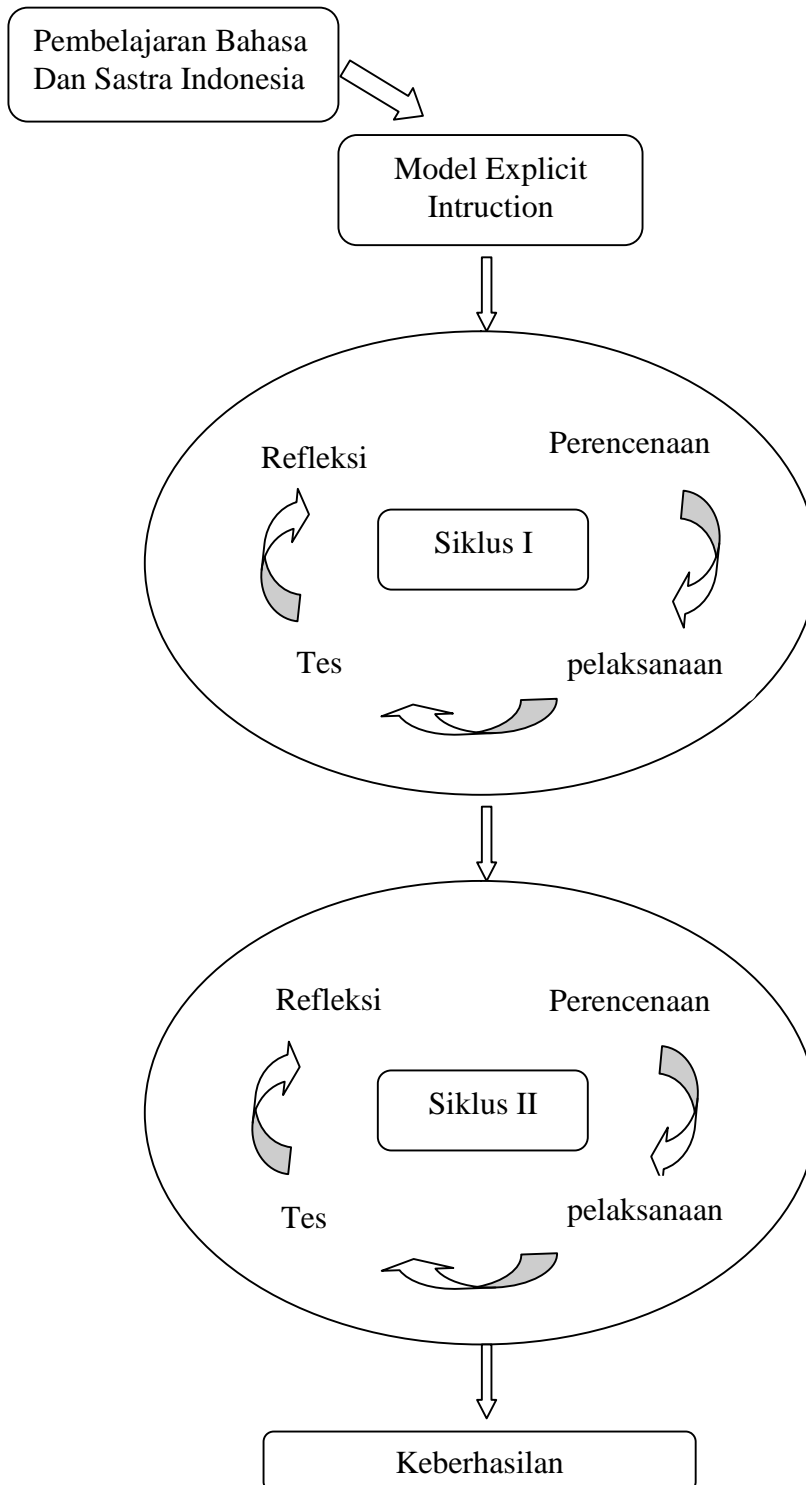 Pembelajaran Bahasa
Dan Sastra Indonesia
Model Explicit
Intruction
Refleksi
Perencenaan
Siklus I
Tes
pelaksanaan
Refleksi
Perencenaan
Siklus II
Tes
pelaksanaan
Keberhasilan